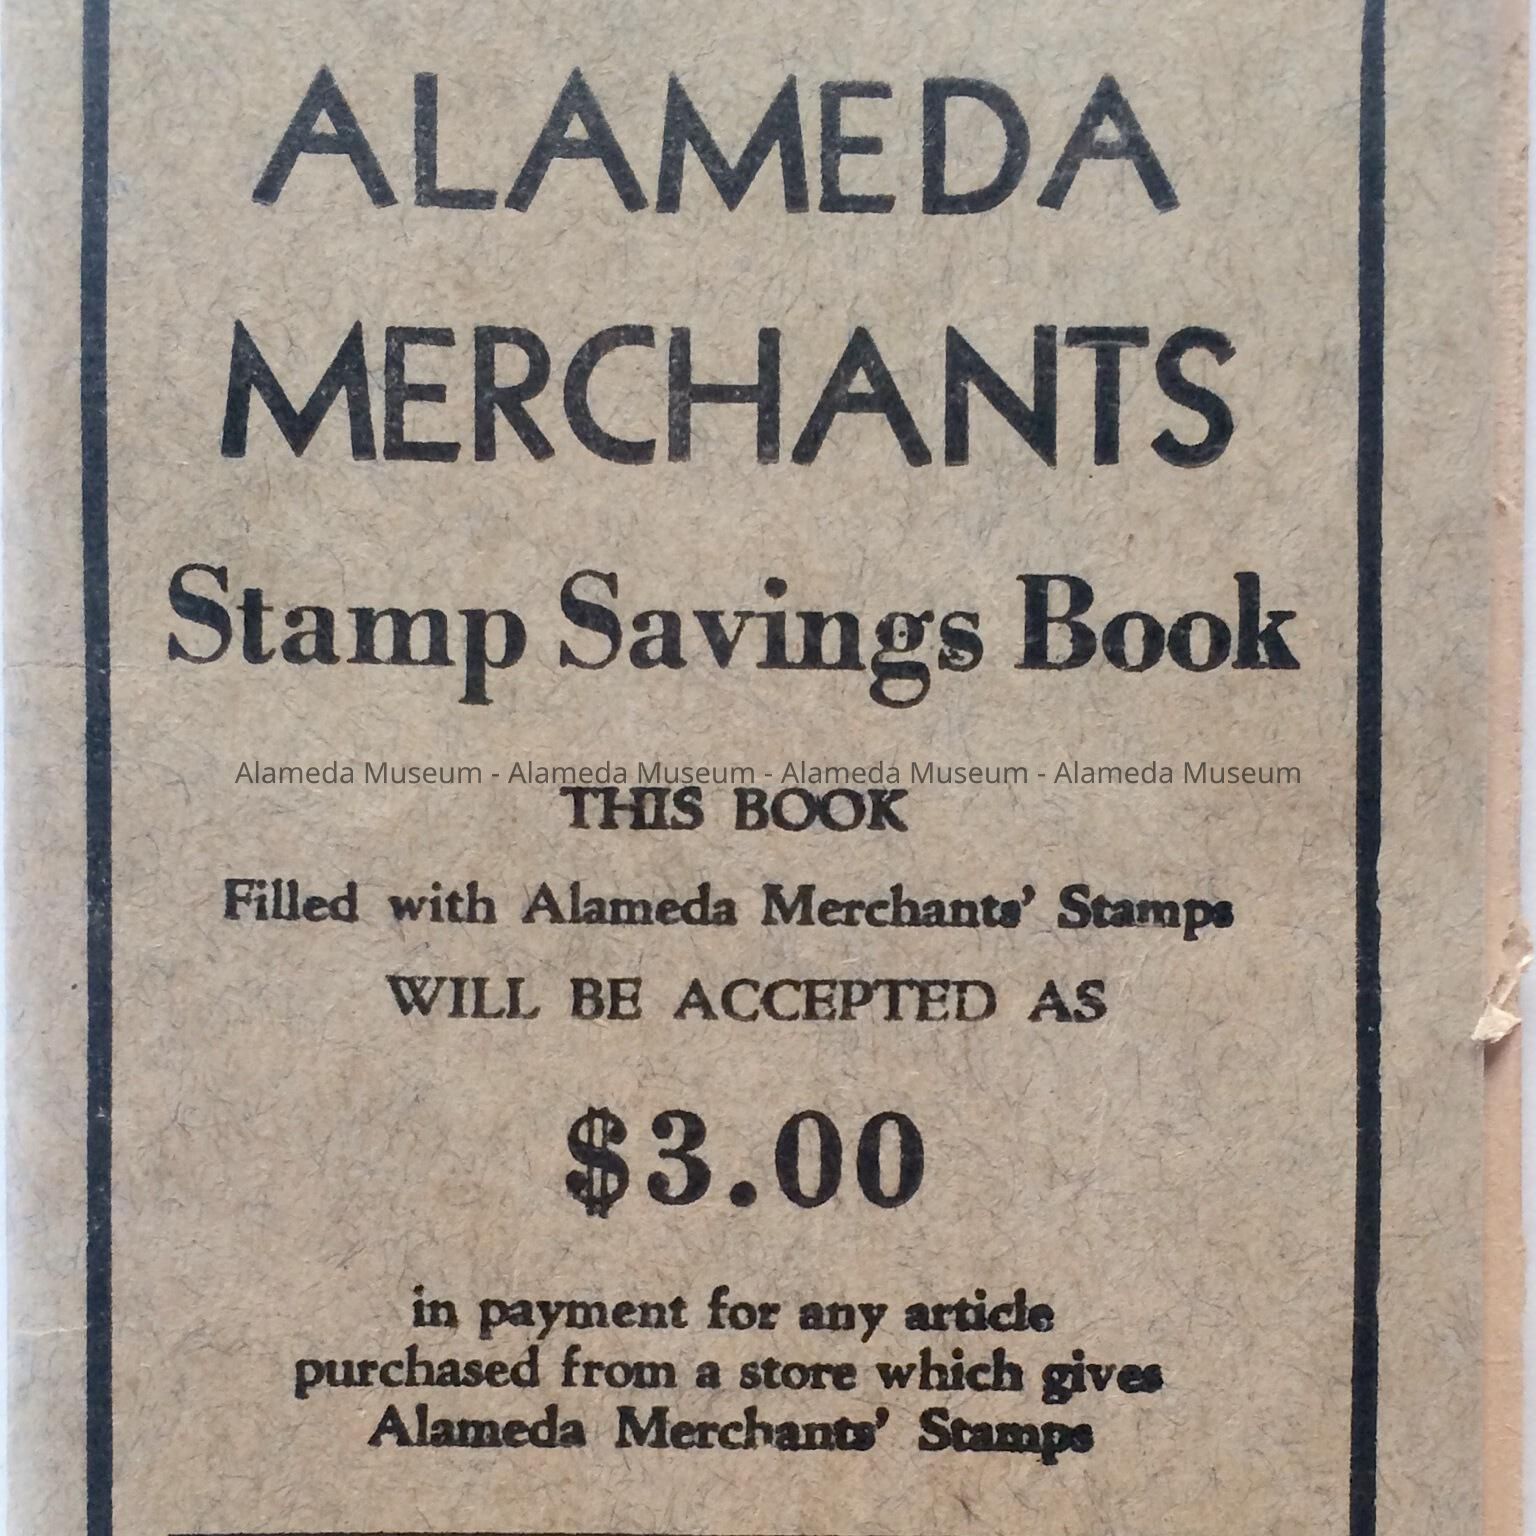 ALAMEDA
MERCHANTS
Stamp Savings Book
Alameda Museum - Alameda Museum - Alameda Museum - Alameda Museum
THIS BOOK
Filled with Alameda Merchants' Stamps
WILL BE ACCEPTED AS
$3.00
in payment for any article
purchased from a store which gives
Alameda Merchants' Stamps